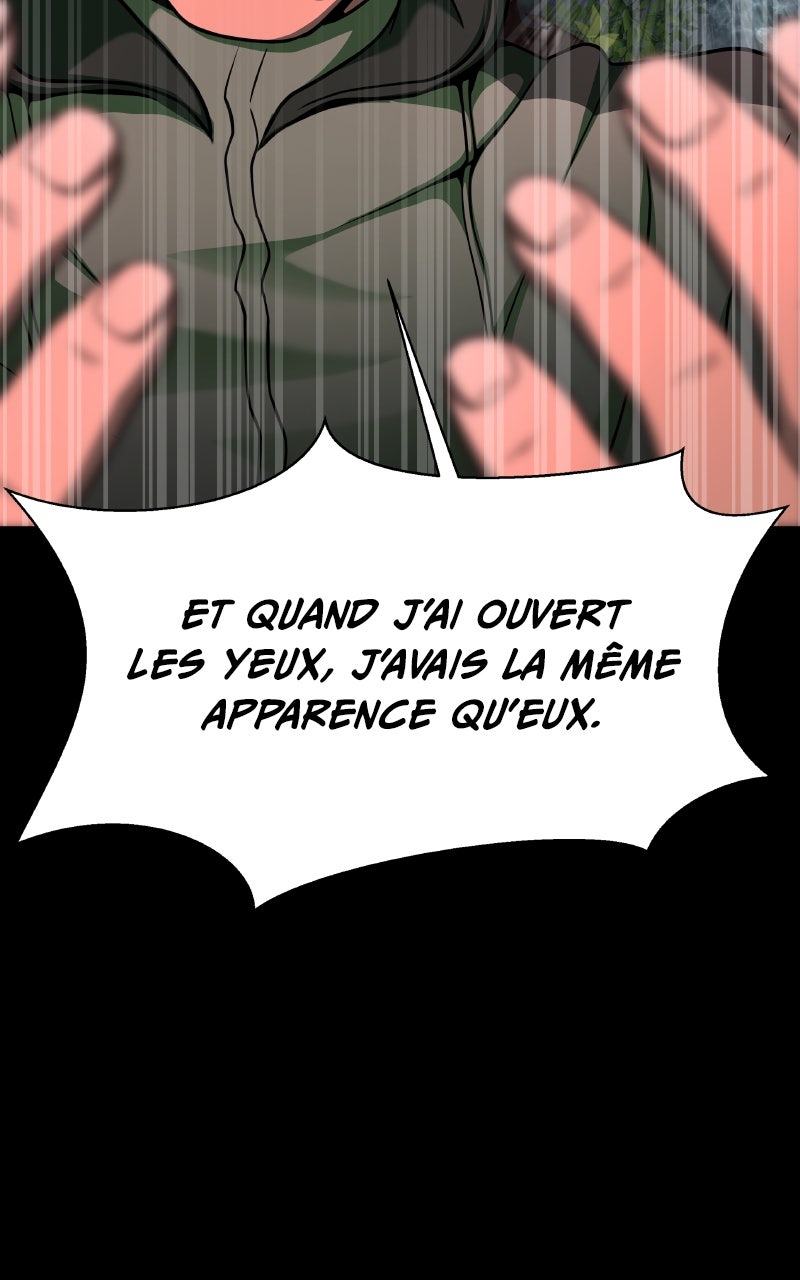 ET QUAND J'AI OUVERT
LES YEUX, J'AVAIS LA MÊME
APPARENCE QU'EUX.